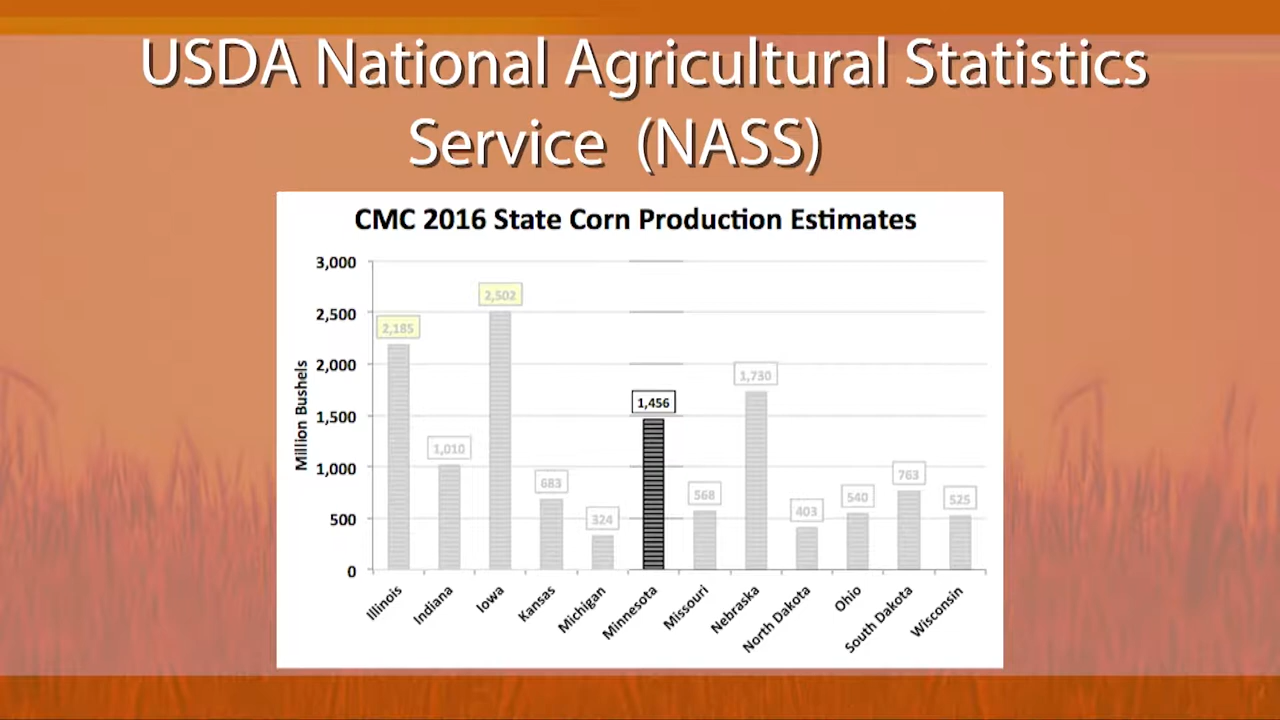 USDA National Agricultural Statistics
Service (NASS)
CMC 2016 State Corn Production Estimates
Million Bushels
3,000
2,500
2,000
1,500
1,000
500
0
2,185
1,010
2,502
683
324
1,456
568
1,730
403
540
763
525
Illinois
Indiana
Iowa
Kansas
Michigan
Minnesota
Missouri
Nebraska
North Dakota
Ohio
South Dakota
Wisconsin